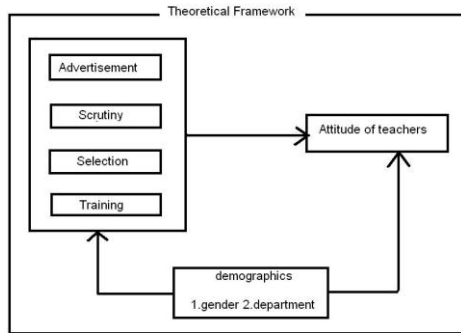 Theoretical Framework
Advertisement
Scrutiny
Selection
Training
Attitude of teachers
demographics
1.gender 2.department